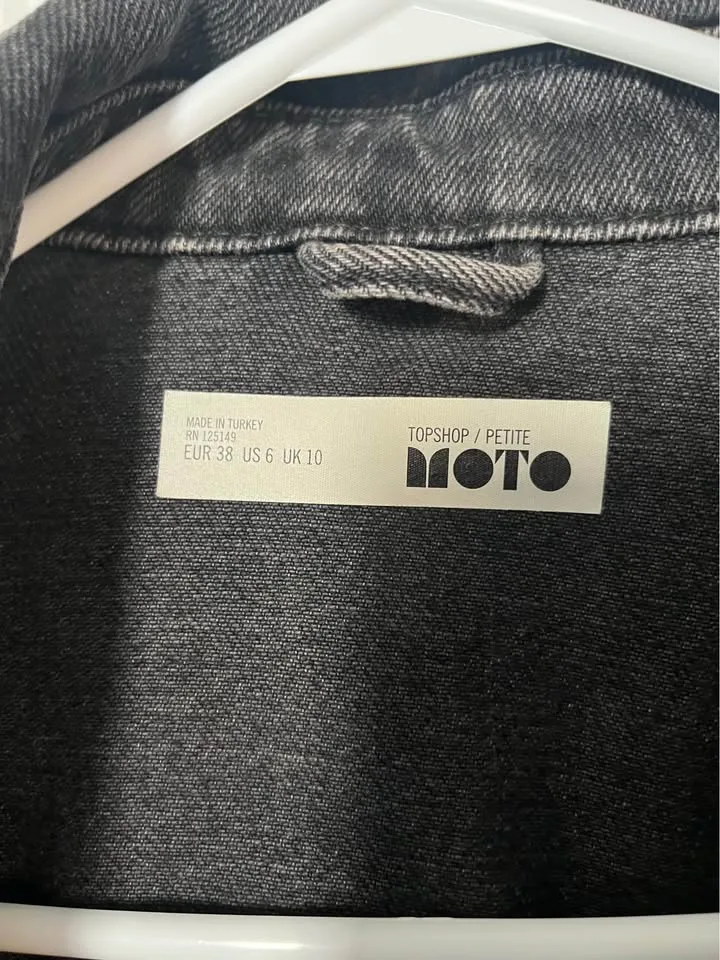 MADE IN TURKEY
RN 125149
EUR 38 US 6 UK 10
TOPSHOP / PETITE
MOTO